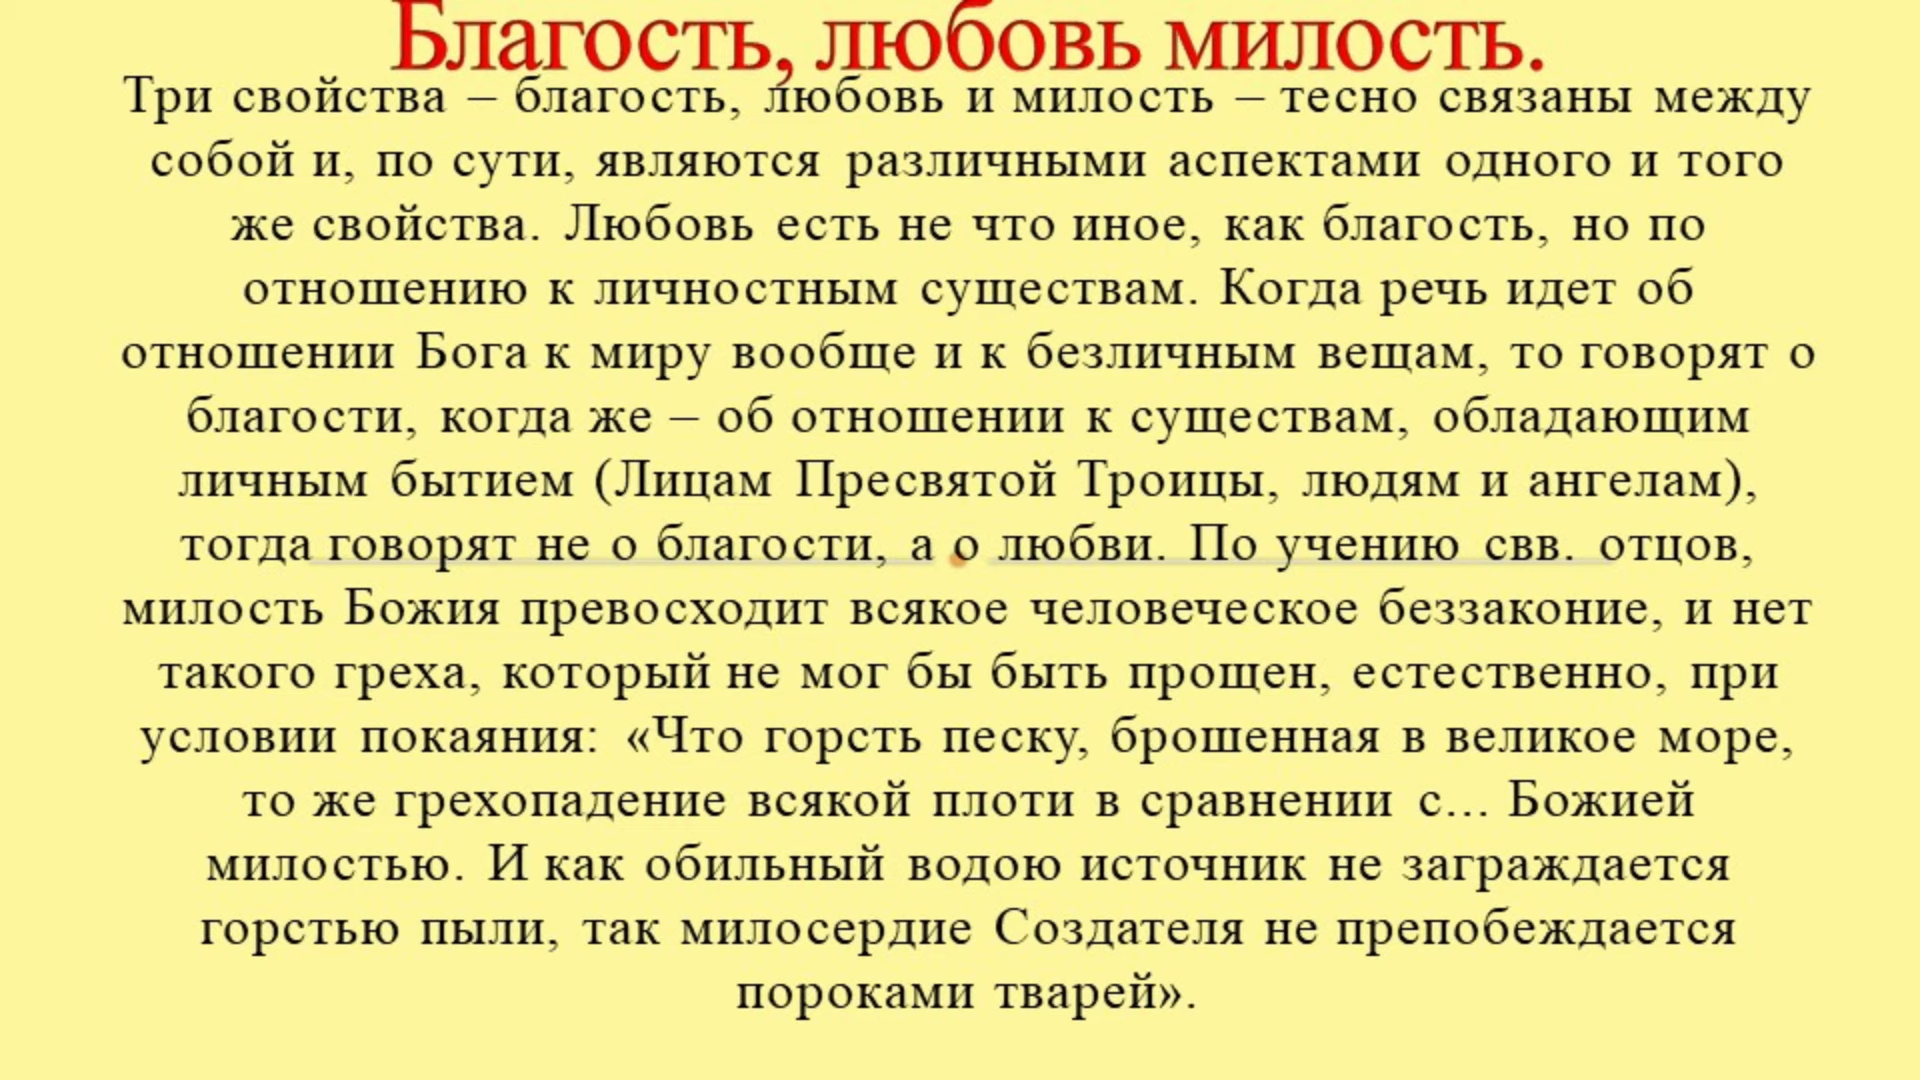 Благость, любовь милость.
Три свойства – благость, любовь и милость – тесно связаны между
собой и, по сути, являются различными аспектами одного и того
же свойства. Любовь есть не что иное, как благость, но по
отношению к личностным существам. Когда речь идет об
отношении Бога к миру вообще и к безличным вещам, то говорят о
благости, когда же – об отношении к существам, обладающим
личным бытием (Лицам Пресвятой Троицы, людям и ангелам),
тогда говорят не о благости, а о любви. По учению свв. отцов,
милость Божия превосходит всякое человеческое беззаконие, и нет
такого греха, который не мог бы быть прощен, естественно, при
условии покаяния: «Что горсть песку, брошенная в великое море,
то же грехопадение всякой плоти в сравнении с... Божией
милостью. И как обильный водою источник не заграждается
горстью пыли, так милосердие Создателя не препобеждается
пороками тварей».